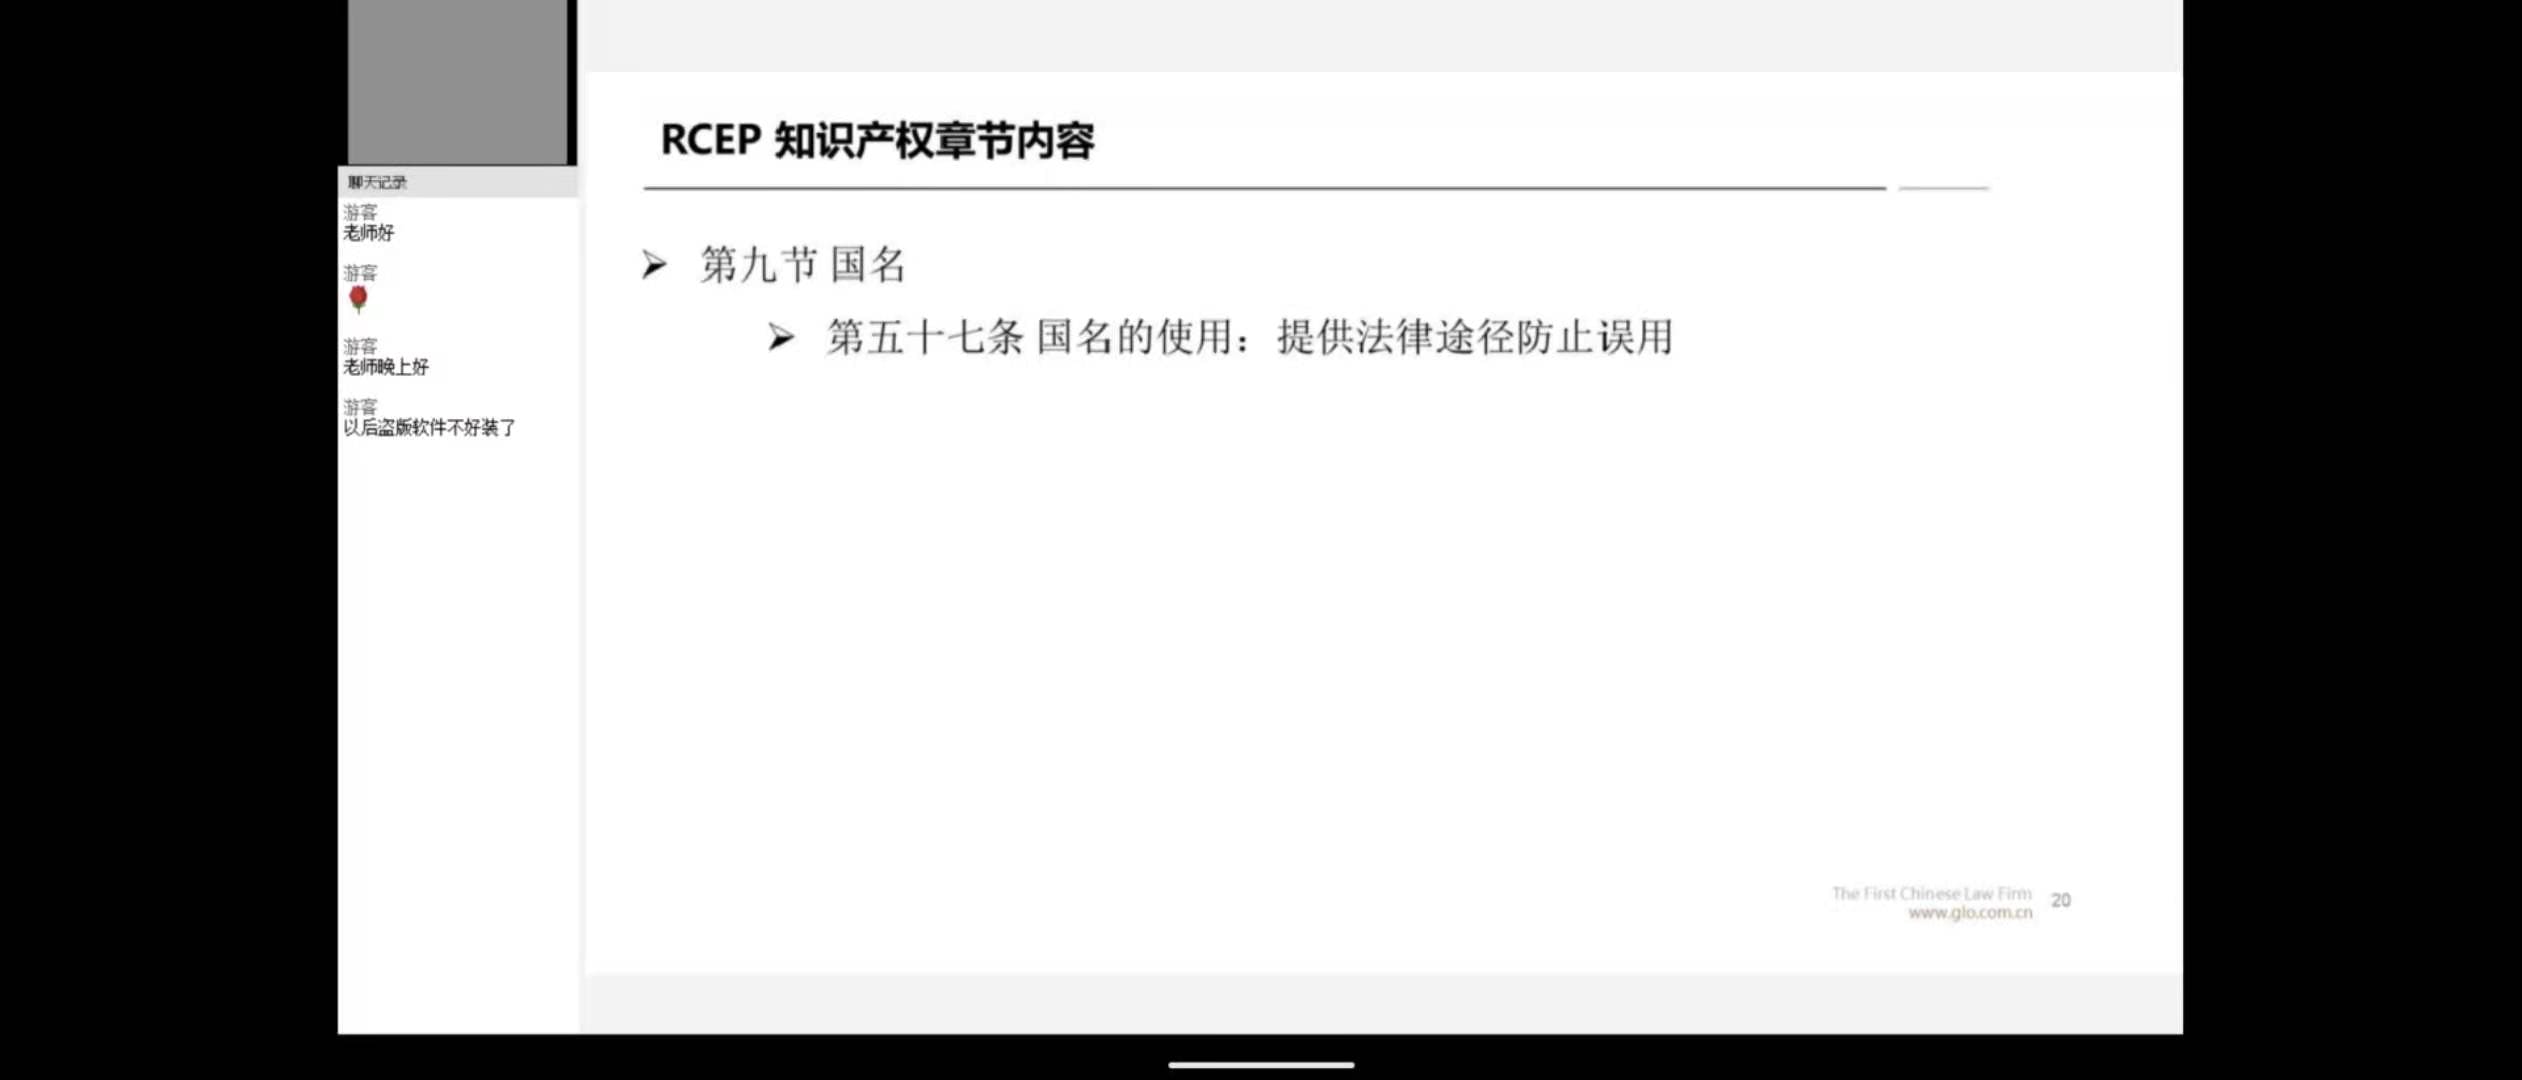 聊天记录
游客
老师好
游客
游客
老师晚上好
游客
以后盗版软件不好装了
RCEP 知识产权章节内容
第九节 国名
第五十七条 国名的使用：提供法律途径防止误用
The First Chinese Law Firm
www.glo.com.cn
20